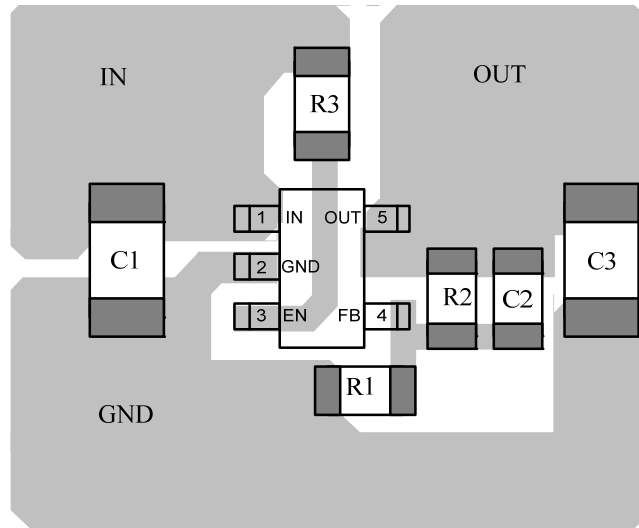 IN
OUT
R3
1 IN OUT 5
C1
2 GND
C3
R2
C2
3 EN FB 4
R1
GND